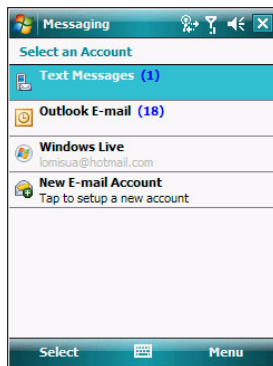 Messaging
Select an Account
Text Messages (1)
Outlook E-mail (18)
Windows Live
lomisua@hotmail.com
New E-mail Account
Tap to setup a new account
Select Menu